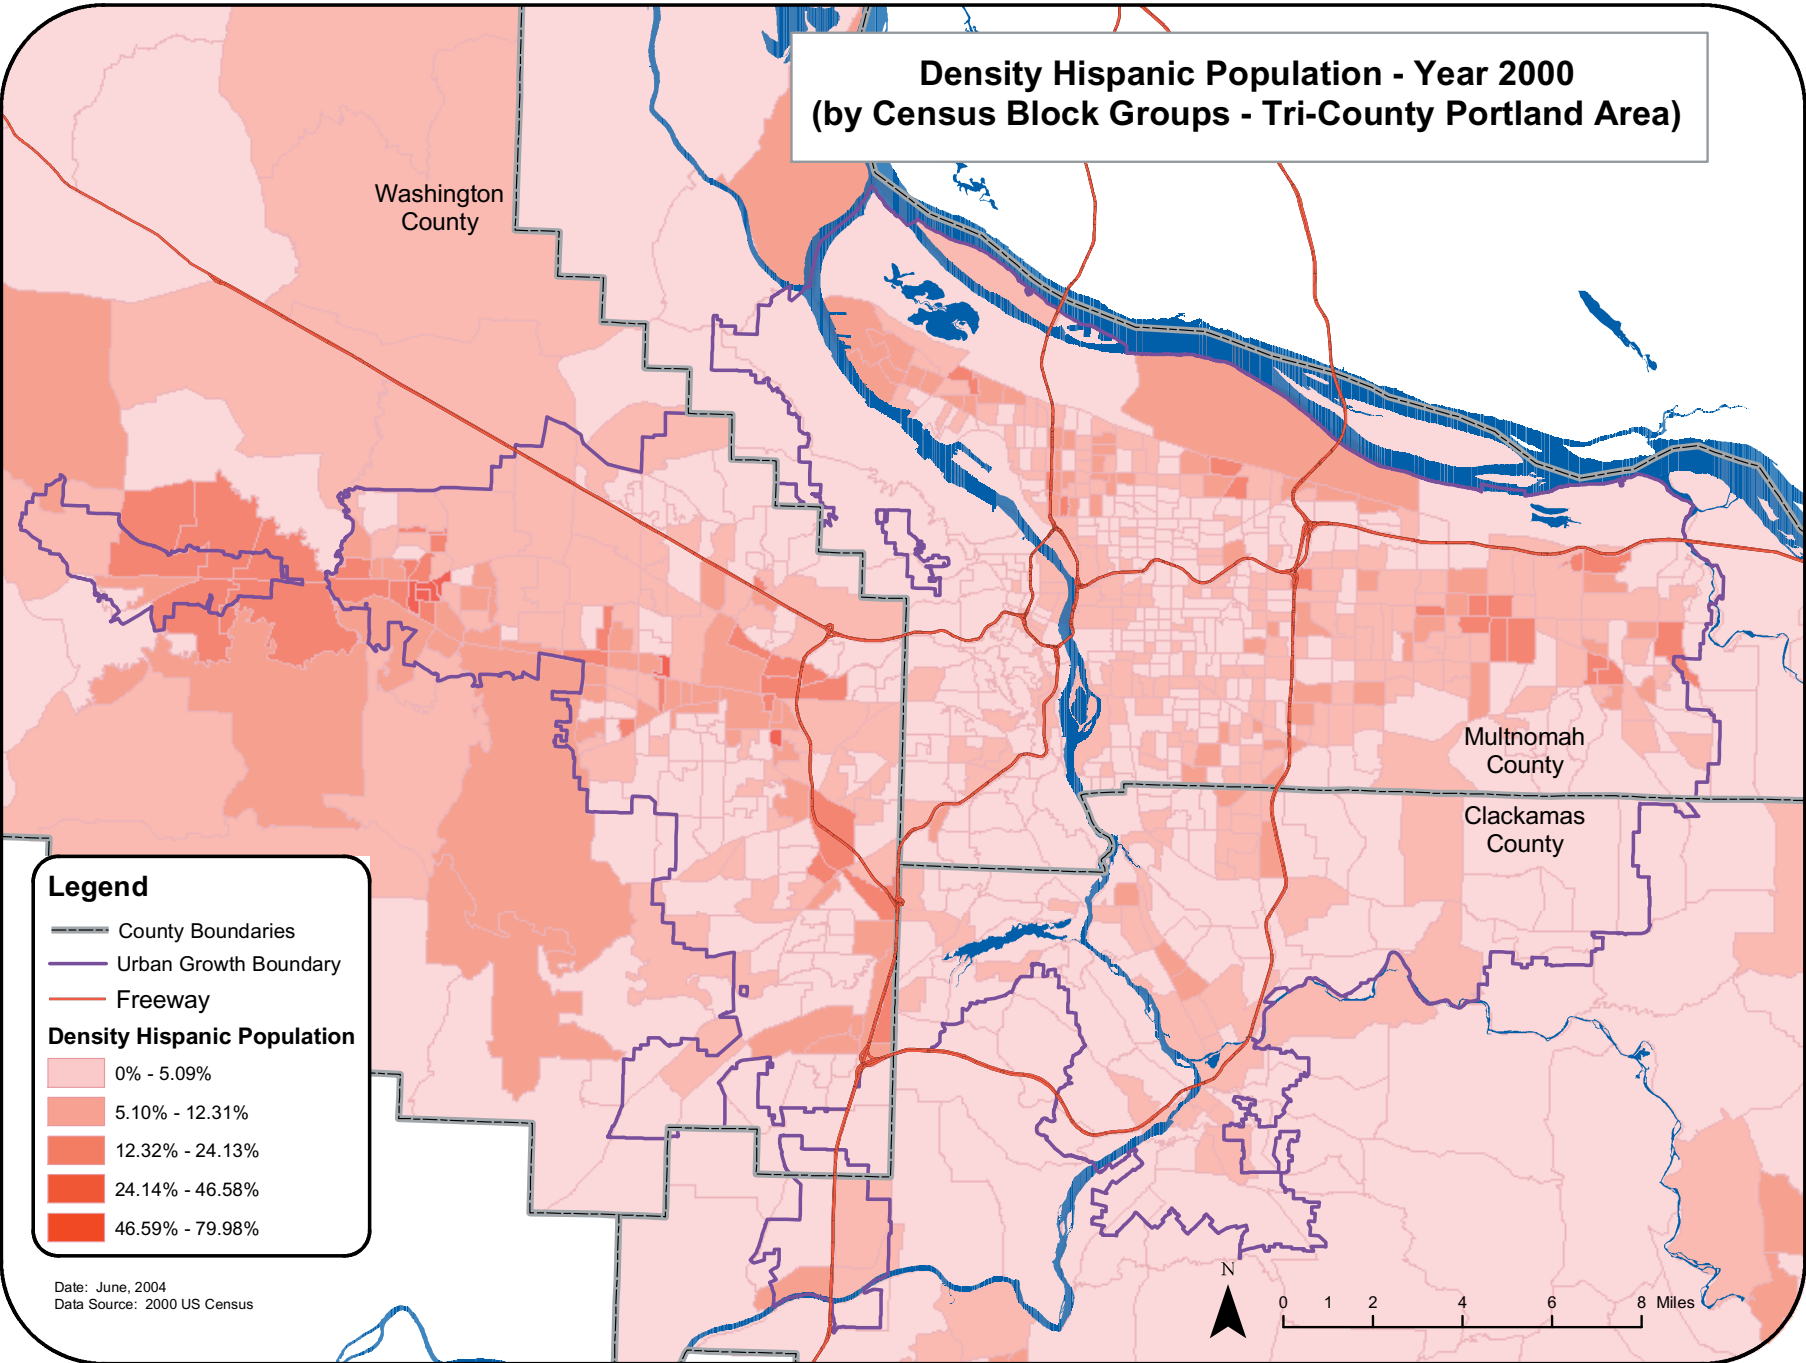 Density Hispanic Population - Year 2000
(by Census Block Groups - Tri-County Portland Area)
Washington
County
Multnomah
County
Clackamas
County
Legend
County Boundaries
Urban Growth Boundary
Freeway
Density Hispanic Population
0% - 5.09%
5.10% - 12.31%
12.32% - 24.13%
24.14% - 46.58%
46.59% - 79.98%
Date: June, 2004
Data Source: 2000 US Census
N
0 1 2 4 6 8 Miles